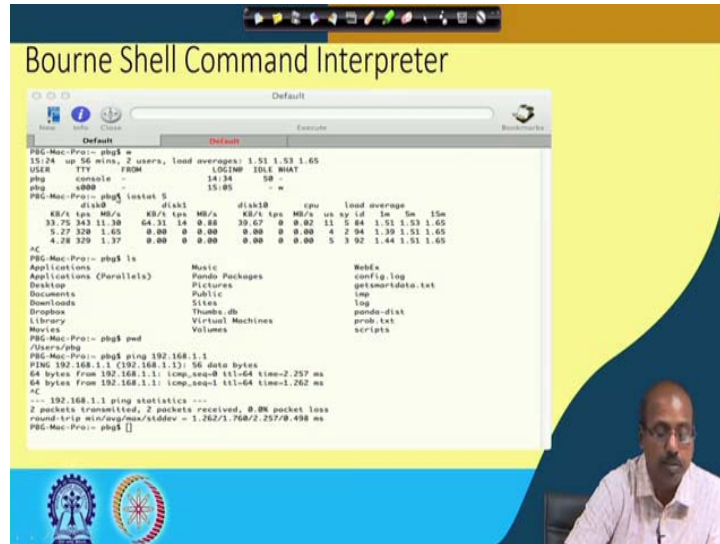 Bourne Shell Command Interpreter
Default
New Info Close Execute Bookmarks
Default Default
PBG-Mac-Pro:~ pbg$ w
15:24 up 56 mins, 2 users, load averages: 1.51 1.53 1.65
USER TTY FROM LOGIN@ IDLE WHAT
pbg console - 14:34 50 -
pbg s000 - 15:05 - w
PBG-Mac-Pro:~ pbg$ iostat 5
disk0 disk1 disk10 cpu load average
KB/t tps MB/s KB/t tps MB/s KB/t tps MB/s us sy id 1m 5m 15m
33.75 343 11.30 64.31 14 0.88 39.67 0 0.02 11 5 84 1.51 1.53 1.65
5.27 320 1.65 0.00 0 0.00 0.00 0 0.00 4 2 94 1.39 1.51 1.65
4.28 329 1.37 0.00 0 0.00 0.00 0 0.00 5 3 92 1.44 1.51 1.65
^C
PBG-Mac-Pro:~ pbg$ ls
Applications Music WebEx
Applications (Parallels) Pando Packages config.log
Desktop Pictures getsmartdata.txt
Documents Public imp
Downloads Sites log
Dropbox Thumbs.db panda-dist
Library Virtual Machines prob.txt
Movies Volumes scripts
PBG-Mac-Pro:~ pbg$ pwd
/Users/pbg
PBG-Mac-Pro:~ pbg$ ping 192.168.1.1
PING 192.168.1.1 (192.168.1.1): 56 data bytes
64 bytes from 192.168.1.1: icmp_seq=0 ttl=64 time=2.257 ms
64 bytes from 192.168.1.1: icmp_seq=1 ttl=64 time=1.262 ms
^C
--- 192.168.1.1 ping statistics ---
2 packets transmitted, 2 packets received, 0.0% packet loss
round-trip min/avg/max/stddev = 1.262/1.760/2.257/0.498 ms
PBG-Mac-Pro:~ pbg$ []